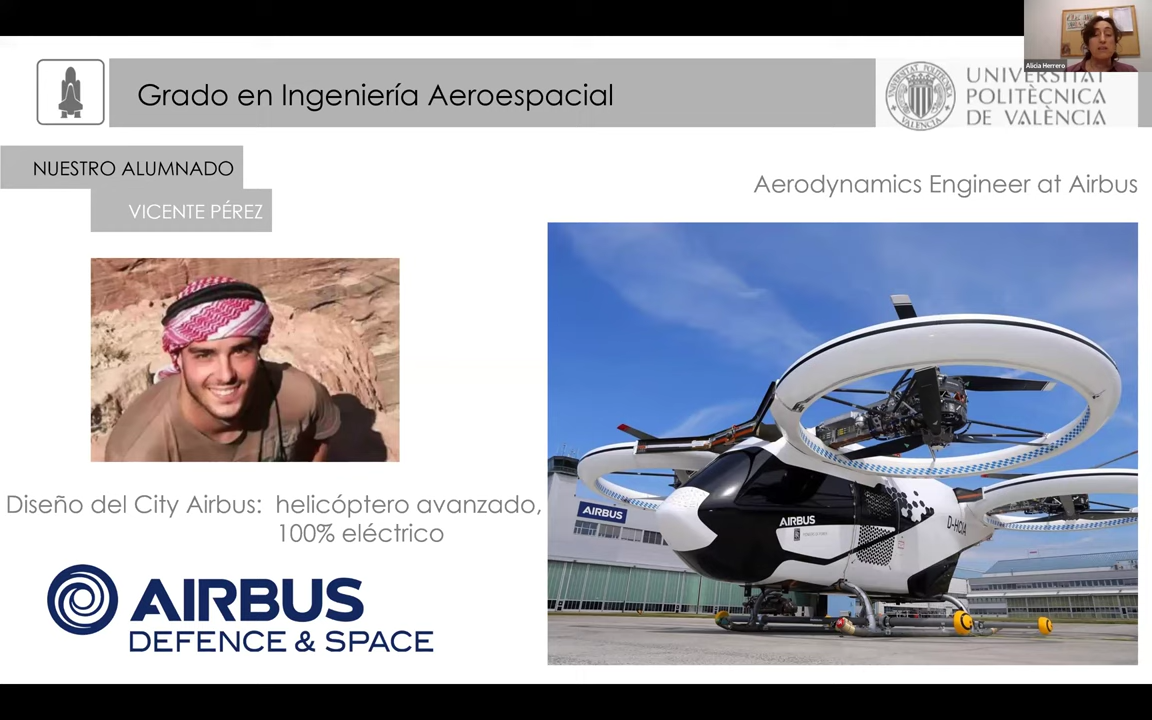 Alicia Herrero
Grado en Ingeniería Aeroespacial
UNIVERSITAT
POLITÈCNICA
DE VALÈNCIA
NUESTRO ALUMNADO
VICENTE PÉREZ
Aerodynamics Engineer at Airbus
AIRBUS
AIRBUS
D-HCIA
Diseño del City Airbus: helicóptero avanzado,
100% eléctrico
AIRBUS
DEFENCE & SPACE